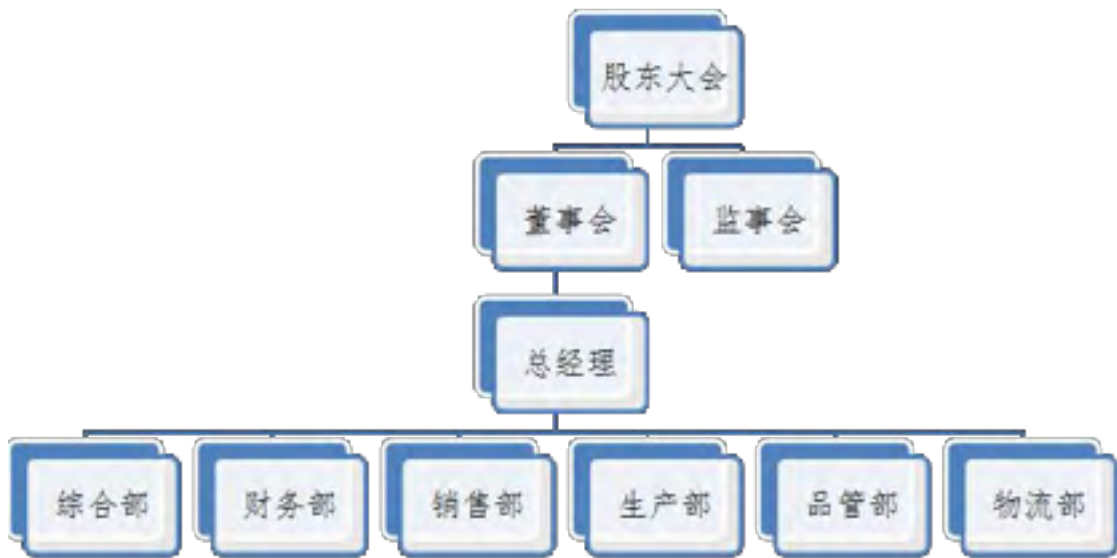 股东大会
董事会
监事会
总经理
综合部
财务部
销售部
生产部
品管部
物流部